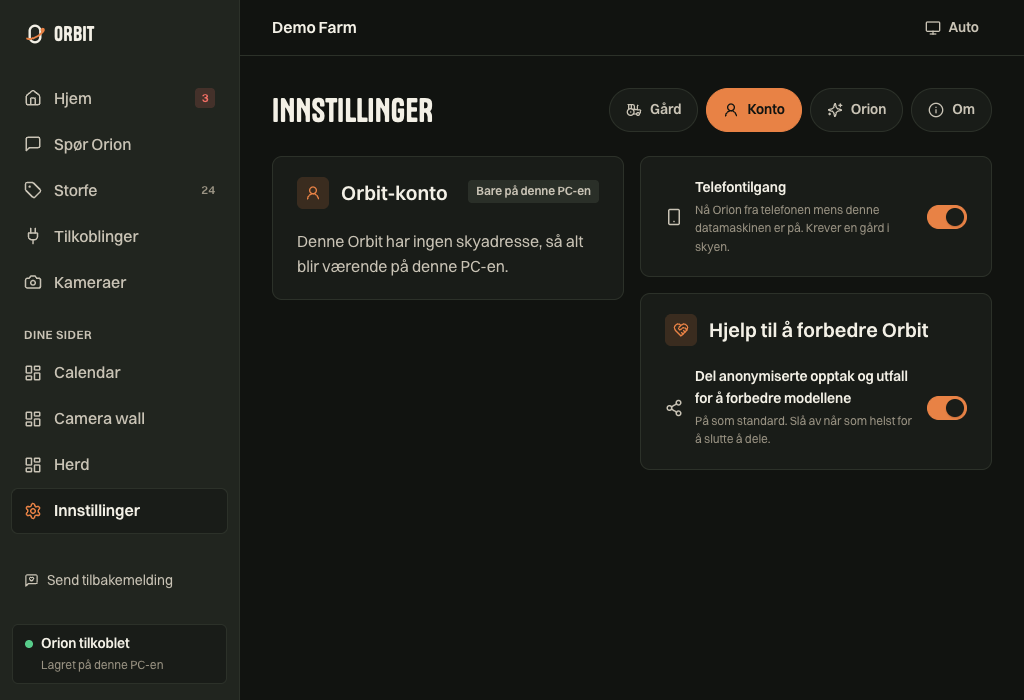 ORBIT
Hjem
3
Spør Orion
Storfe
24
Tilkoblinger
Kameraer
DINE SIDER
Calendar
Camera wall
Herd
Innstillinger
Send tilbakemelding
Orion tilkoblet
Lagret på denne PC-en
Demo Farm
Auto
INNSTILLINGER
Gård
Konto
Orion
Om
Orbit-konto
Bare på denne PC-en
Denne Orbit har ingen skyadresse, så alt
blir værende på denne PC-en.
Telefontilgang
Nå Orion fra telefonen mens denne
datamaskinen er på. Krever en gård i
skyen.
Hjelp til å forbedre Orbit
Del anonymiserte opptak og utfall
for å forbedre modellene
På som standard. Slå av når som helst for
å slutte å dele.